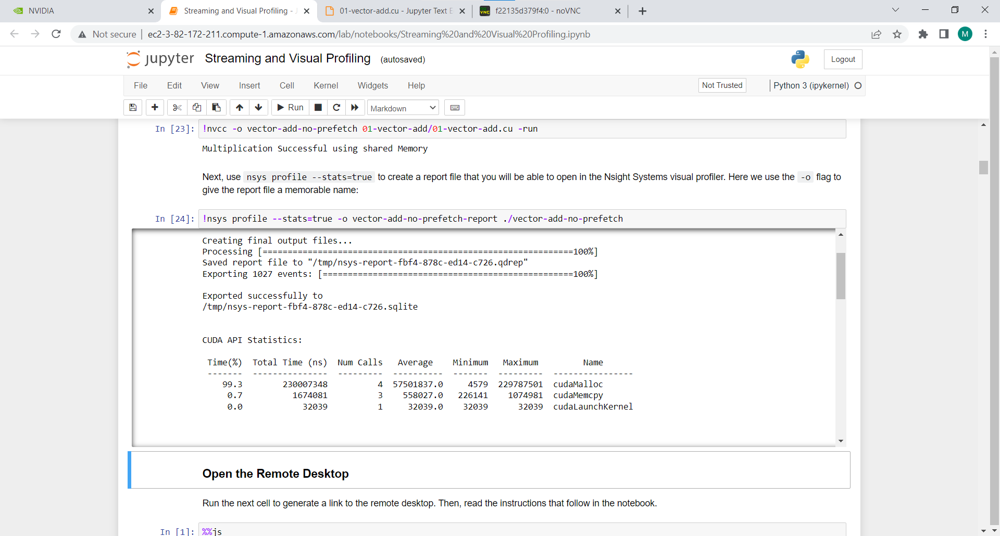 NVIDIA
Streaming and Visual Profiling - J
01-vector-add.cu - Jupyter Text E
VNC f22135d379f4:0 - noVNC
Not secure | ec2-3-82-172-211.compute-1.amazonaws.com/lab/notebooks/Streaming%20and%20Visual%20Profiling.ipynb
M
jupyter Streaming and Visual Profiling (autosaved)
Logout
File Edit View Insert Cell Kernel Widgets Help
Not Trusted
Python 3 (ipykernel)
Run
Markdown
In [23]: !nvcc -o vector-add-no-prefetch 01-vector-add/01-vector-add.cu -run
Multiplication Successful using shared Memory
Next, use nsys profile --stats=true to create a report file that you will be able to open in the Nsight Systems visual profiler. Here we use the -o flag to
give the report file a memorable name:
In [24]: !nsys profile --stats=true -o vector-add-no-prefetch-report ./vector-add-no-prefetch
Creating final output files...
Processing [==============================================================100%]
Saved report file to "/tmp/nsys-report-fbf4-878c-ed14-c726.qdrep"
Exporting 1027 events: [==================================================100%]
Exported successfully to
/tmp/nsys-report-fbf4-878c-ed14-c726.sqlite
CUDA API Statistics:
Time(%) Total Time (ns) Num Calls Average Minimum Maximum Name
------- --------------- --------- ---------- ------- --------- ----------------
99.3 230007348 4 57501837.0 4579 229787501 cudaMalloc
0.7 1674081 3 558027.0 226141 1074981 cudaMemcpy
0.0 32039 1 32039.0 32039 32039 cudaLaunchKernel
Open the Remote Desktop
Run the next cell to generate a link to the remote desktop. Then, read the instructions that follow in the notebook.
In [1]: %%js